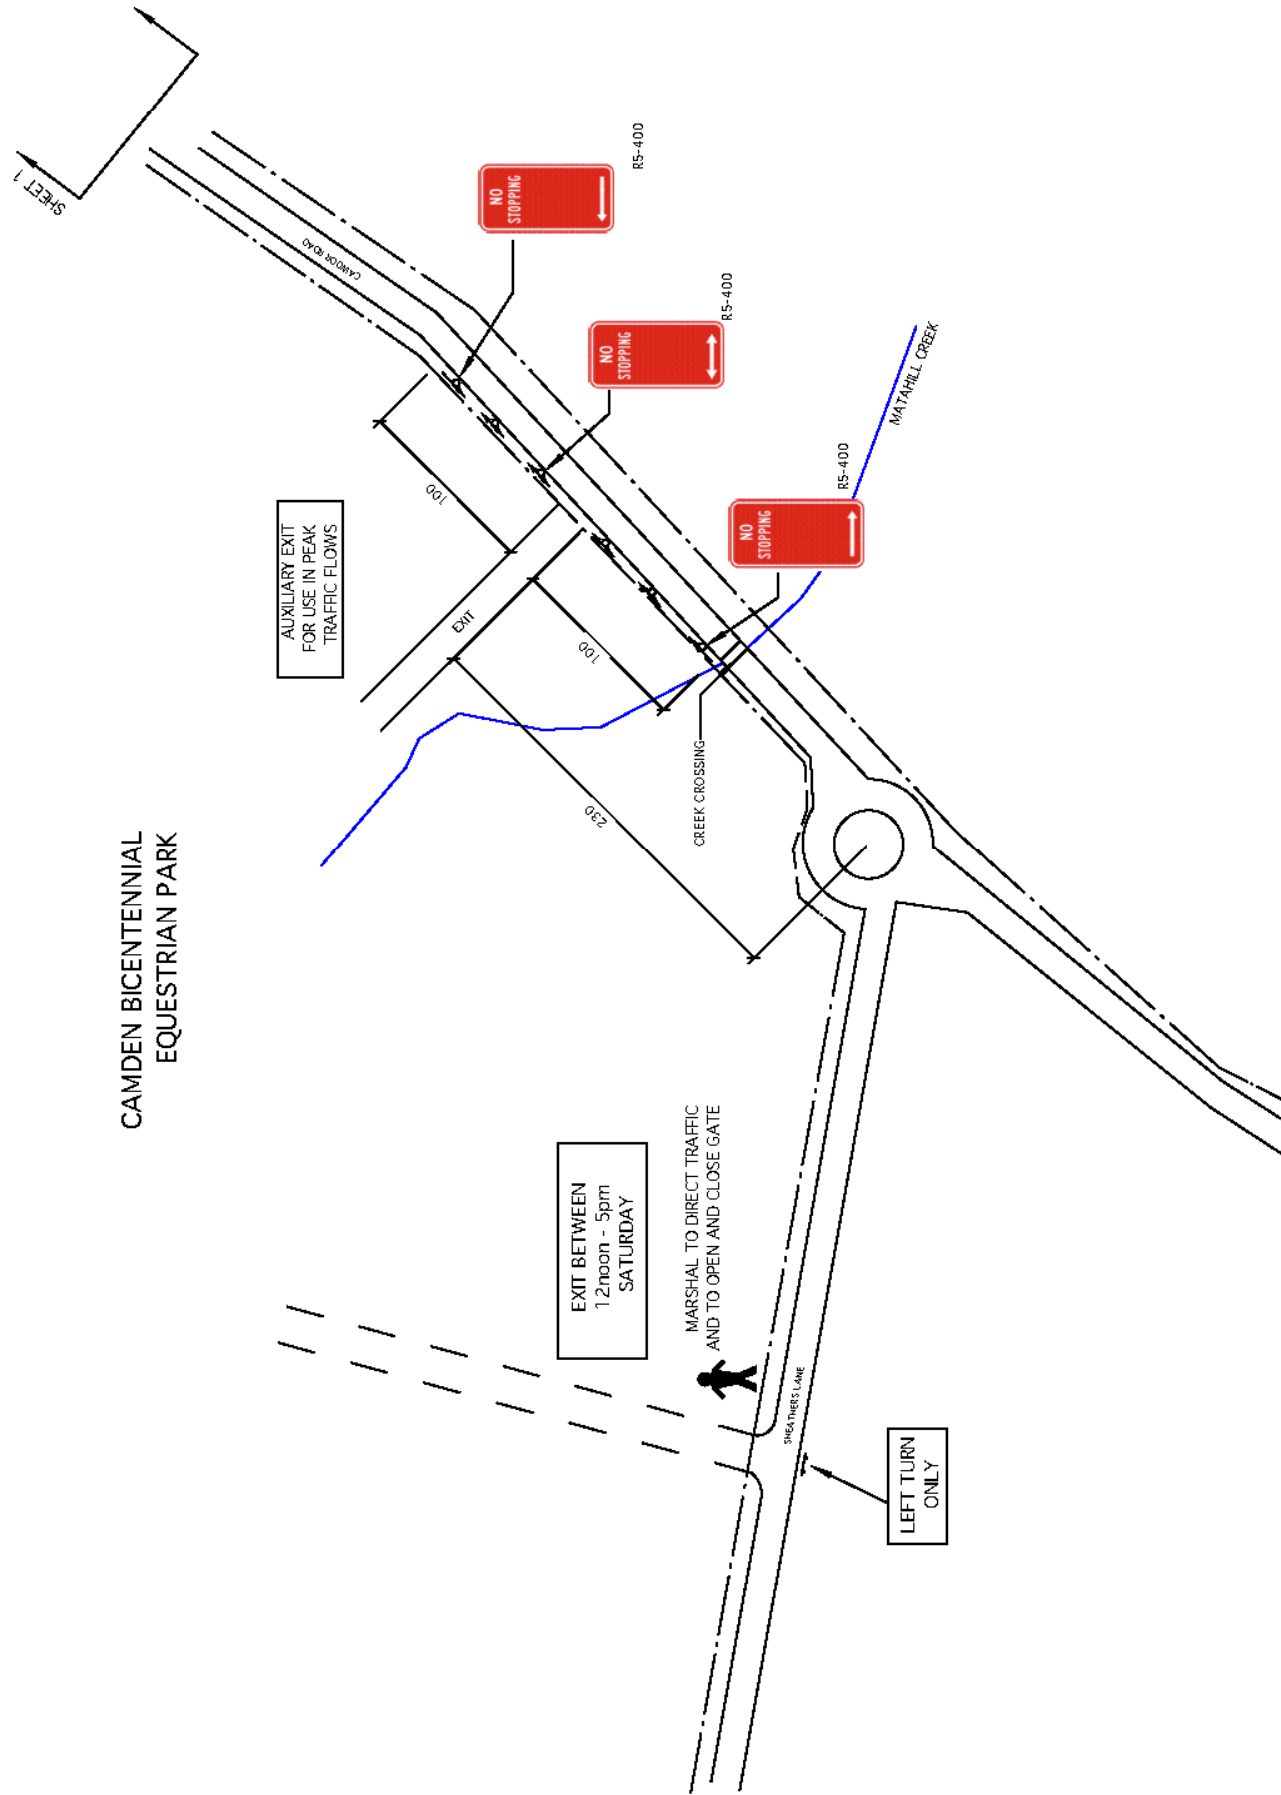 SHEET 1
CAWDOR ROAD
NO
STOPPING
R5-400
NO
STOPPING
R5-400
NO
STOPPING
R5-400
MATAHILL CREEK
AUXILIARY EXIT
FOR USE IN PEAK
TRAFFIC FLOWS
100
EXIT
100
230
CREEK CROSSING
CAMDEN BICENTENNIAL
EQUESTRIAN PARK
EXIT BETWEEN
12noon - 5pm
SATURDAY
MARSHAL TO DIRECT TRAFFIC
AND TO OPEN AND CLOSE GATE
SHEATHERS LANE
LEFT TURN
ONLY